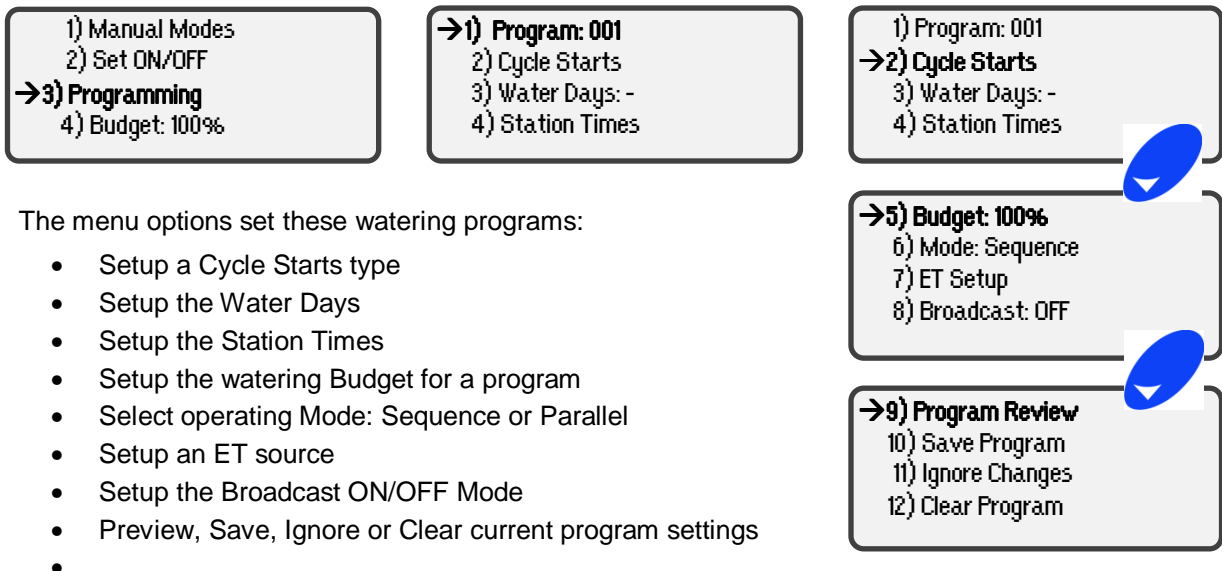 1) Manual Modes
2) Set ON/OFF
→3) Programming
4) Budget: 100%
→1) Program: 001
2) Cycle Starts
3) Water Days: -
4) Station Times
1) Program: 001
→2) Cycle Starts
3) Water Days: -
4) Station Times
→5) Budget: 100%
6) Mode: Sequence
7) ET Setup
8) Broadcast: OFF
→9) Program Review
10) Save Program
11) Ignore Changes
12) Clear Program
The menu options set these watering programs:
• Setup a Cycle Starts type
• Setup the Water Days
• Setup the Station Times
• Setup the watering Budget for a program
• Select operating Mode: Sequence or Parallel
• Setup an ET source
• Setup the Broadcast ON/OFF Mode
• Preview, Save, Ignore or Clear current program settings
•